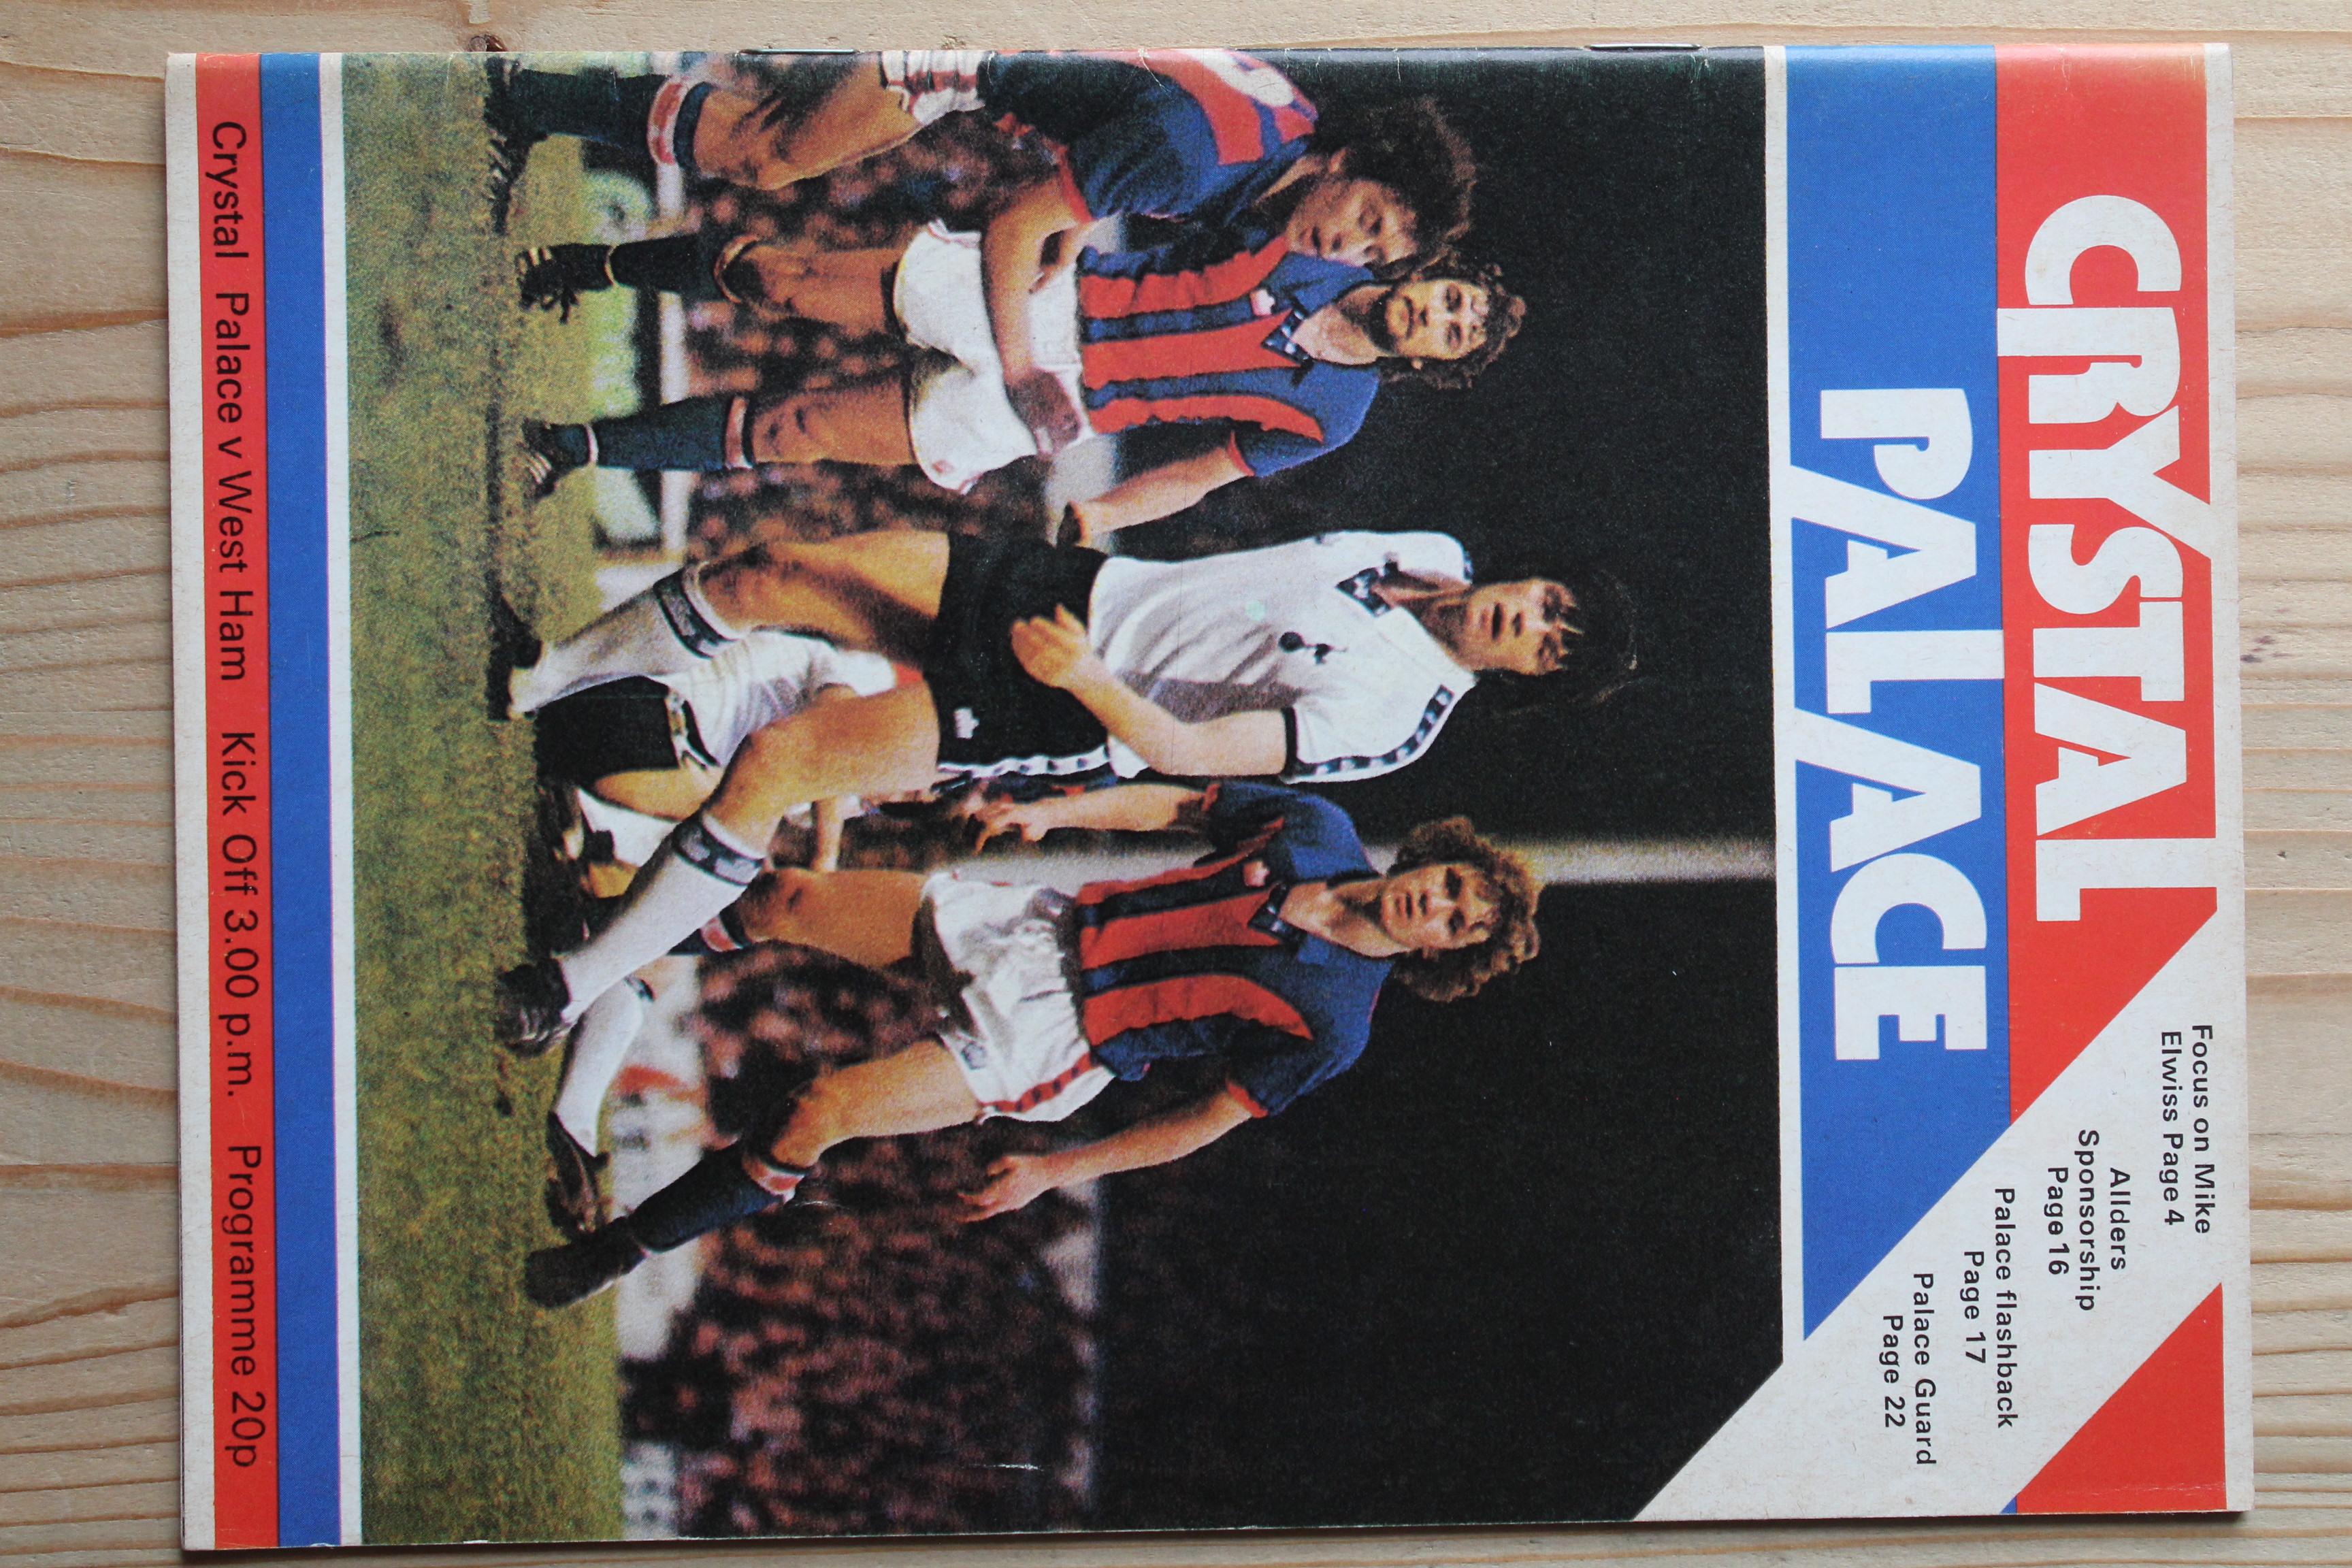 CRYSTAL
PALACE
Focus on Mike
Elwiss Page 4
Allders
Sponsorship
Page 16
Palace flashback
Page 17
Palace Guard
Page 22
Crystal Palace v West Ham Kick Off 3.00 p.m. Programme 20p